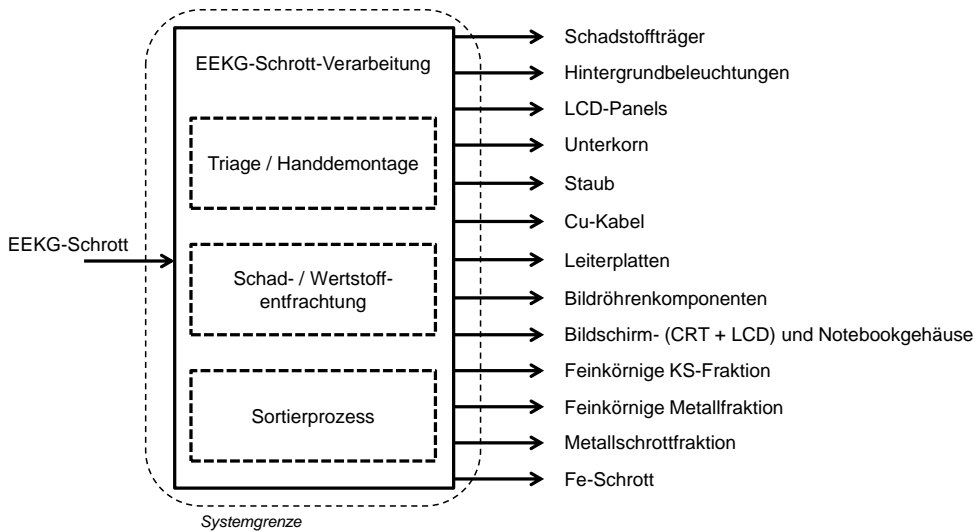 EEKG-Schrott
EEKG-Schrott-Verarbeitung
Triage / Handdemontage
Schad- / Wertstoff-
entfrachtung
Sortierprozess
Systemgrenze
Schadstoffträger
Hintergrundbeleuchtungen
LCD-Panels
Unterkorn
Staub
Cu-Kabel
Leiterplatten
Bildröhrenkomponenten
Bildschirm- (CRT + LCD) und Notebookgehäuse
Feinkörnige KS-Fraktion
Feinkörnige Metallfraktion
Metallschrottfraktion
Fe-Schrott